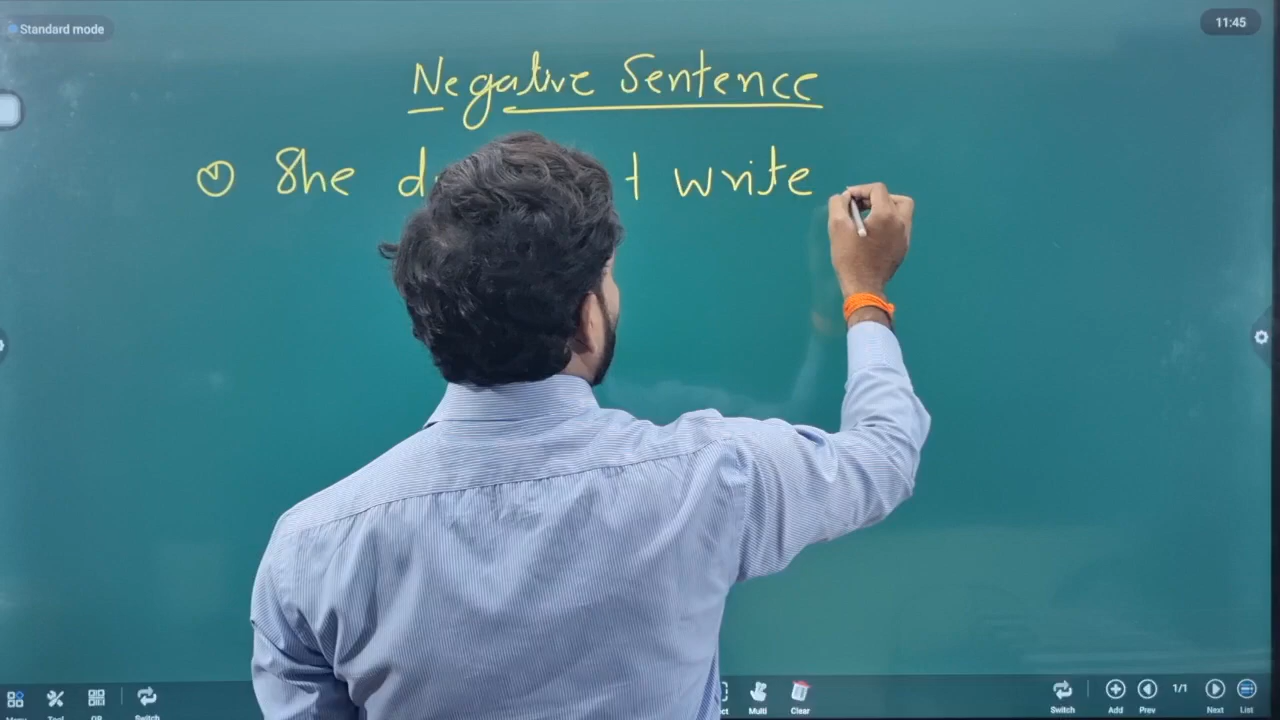 Standard mode
11:45
Negative Sentence
① She write
Switch
Multi
Clear
Switch
Add
Prev
1/1
Next
List